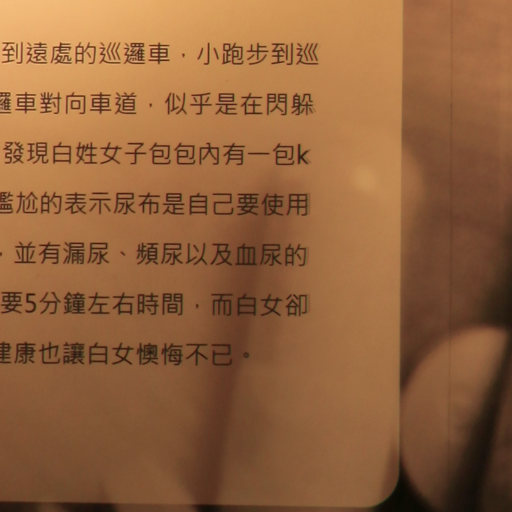 到遠處的巡邏車，小跑步到巡
邏車對向車道，似乎是在閃躲
發現白姓女子包包內有一包k
尷尬的表示尿布是自己要使用
，並有漏尿、頻尿以及血尿的
要5分鐘左右時間，而白女卻
建康也讓白女懊悔不已。